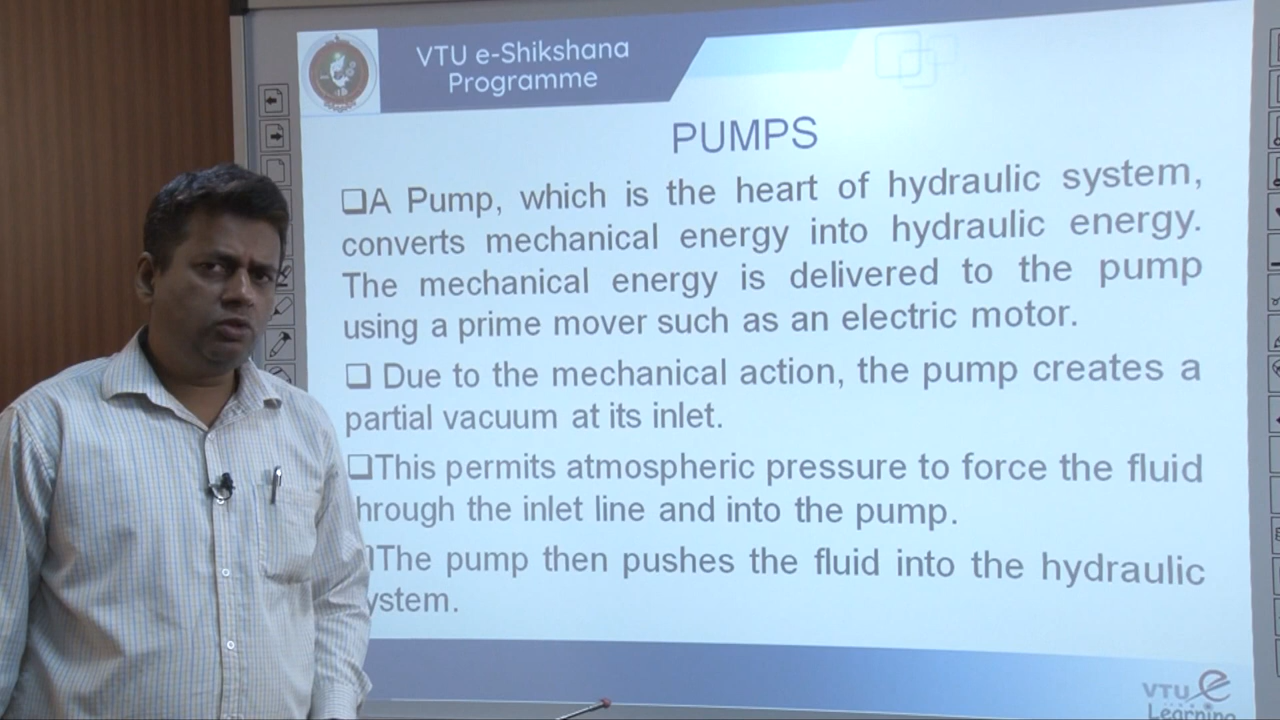 VTU e-Shikshana
Programme
PUMPS
❑A Pump, which is the heart of hydraulic system,
converts mechanical energy into hydraulic energy.
The mechanical energy is delivered to the pump
using a prime mover such as an electric motor.
❑ Due to the mechanical action, the pump creates a
partial vacuum at its inlet.
❑This permits atmospheric pressure to force the fluid
hrough the inlet line and into the pump.
❑The pump then pushes the fluid into the hydraulic
ystem.
VTU e
Learning